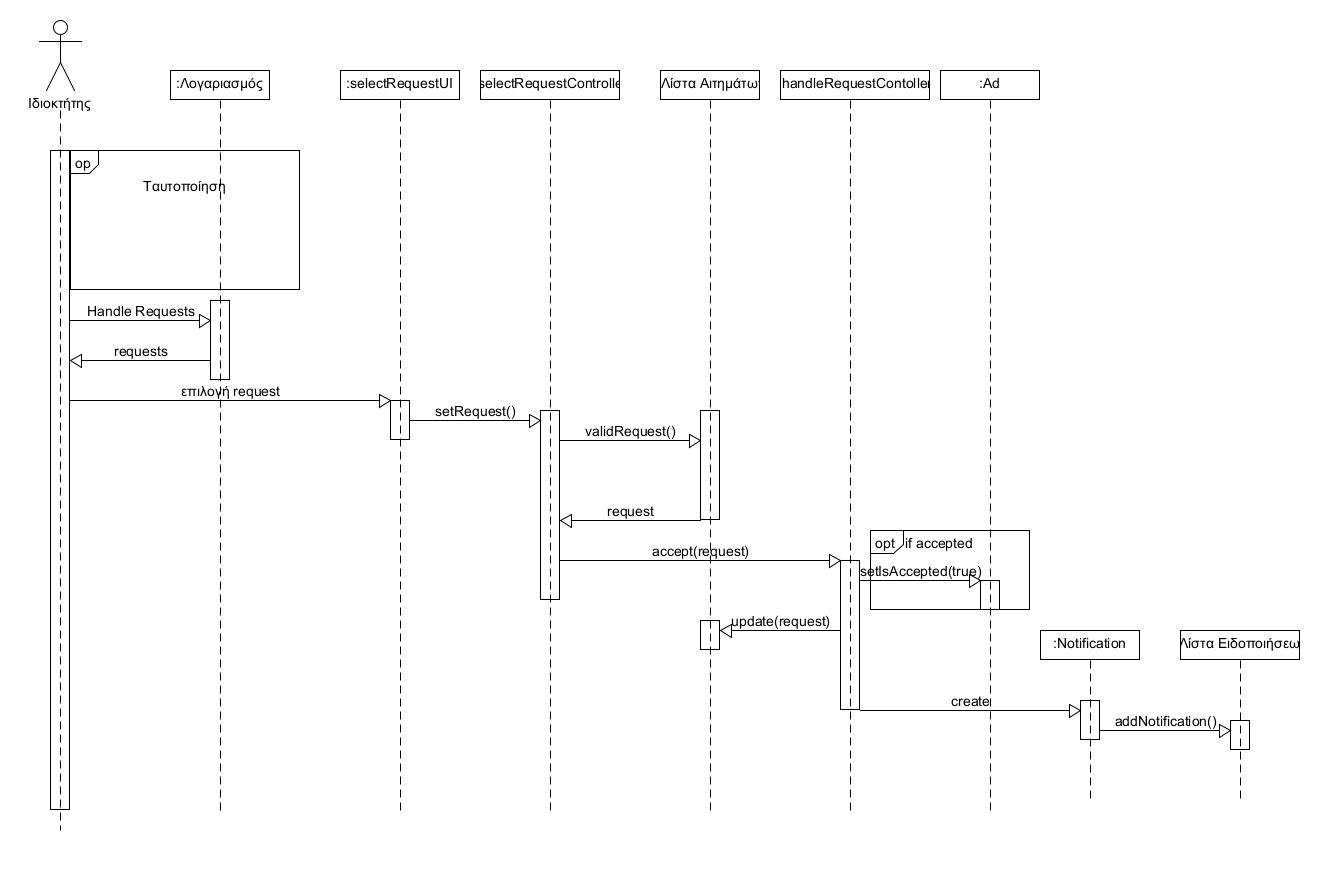 Ιδιοκτήτης
:Λογαριασμός
:selectRequestUI
selectRequestControlle
Λίστα Αιτημάτω
handleRequestContoller
:Ad
op
Ταυτοποίηση
Handle Requests
requests
επιλογή request
setRequest()
validRequest()
request
opt
if accepted
accept(request)
setIsAccepted(true)
update(request)
:Notification
Λίστα Ειδοποιήσεω
create
addNotification()